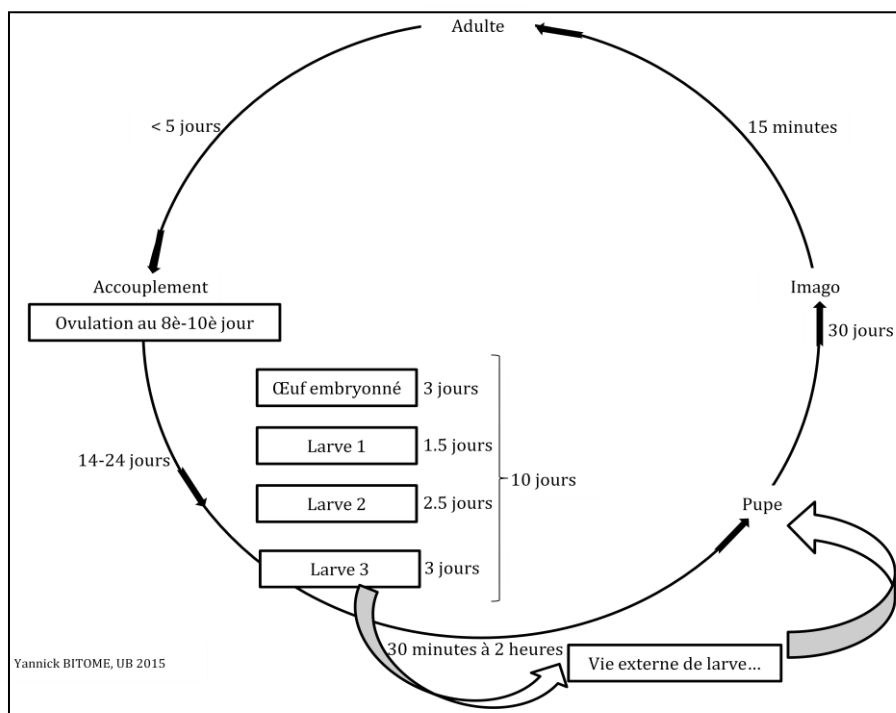 Adulte
< 5 jours
15 minutes
Accouplement
Imago
Ovulation au 8è-10è jour
30 jours
Œuf embryonné 3 jours
Larve 1 1.5 jours
14-24 jours
10 jours
Larve 2 2.5 jours
Pupe
Larve 3 3 jours
30 minutes à 2 heures
Yannick BITOME, UB 2015
Vie externe de larve...